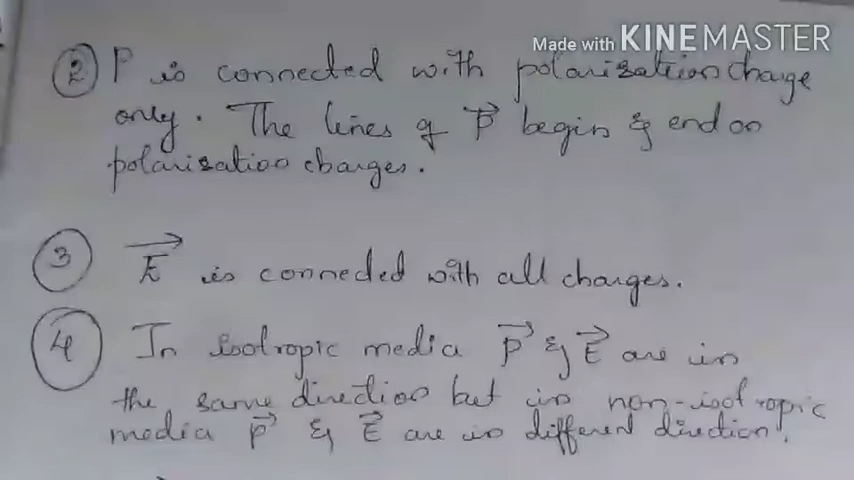 Made with KINEMASTER
② P is connected with polarization charge
only. The lines of P⃗ begin & end on
polarization charges.
③ E⃗ is connected with all charges.
④ In isotropic media P⃗ & E⃗ are in
the same direction but in non-isotropic
media P⃗ & E⃗ are in different direction.